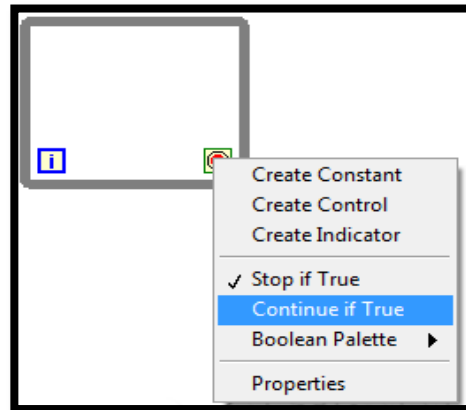 i
Create Constant
Create Control
Create Indicator
Stop if True
Continue if True
Boolean Palette
Properties